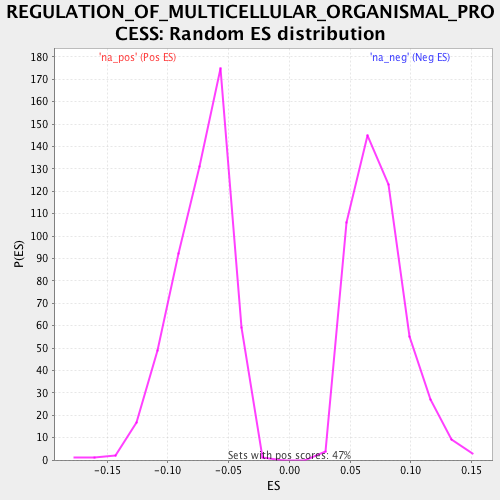 REGULATION_OF_MULTICELLULAR_ORGANISMAL_PRO
CESS: Random ES distribution
'na_pos' (Pos ES)
'na_neg' (Neg ES)
180
170
160
150
140
130
120
110
100
90
80
70
60
50
40
30
20
10
0
P(ES)
Sets with pos scores: 47%
-0.15 -0.10 -0.05 0.00 0.05 0.10 0.15
ES